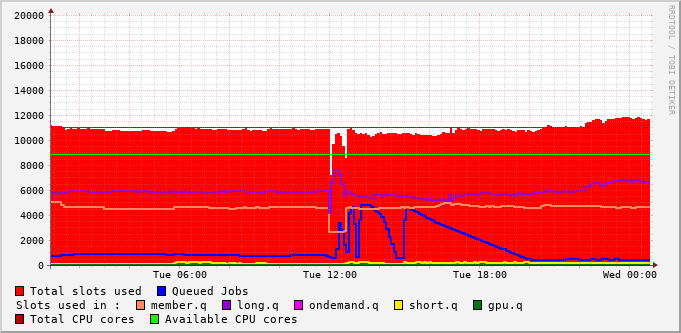 RRDTOOL / TOBI OETIKER
20000
18000
16000
14000
12000
10000
8000
6000
4000
2000
0
Tue 06:00 Tue 12:00 Tue 18:00 Wed 00:00
Total slots used Queued Jobs
Slots used in : member.q long.q ondemand.q short.q gpu.q
Total CPU cores Available CPU cores